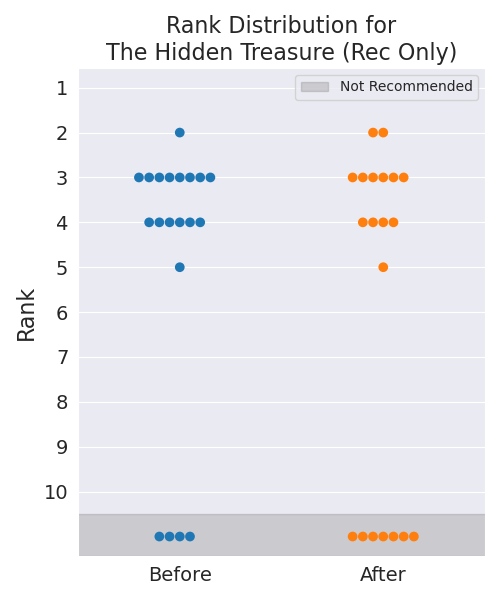 Rank Distribution for
The Hidden Treasure (Rec Only)
Not Recommended
Rank
1
2
3
4
5
6
7
8
9
10
Before
After